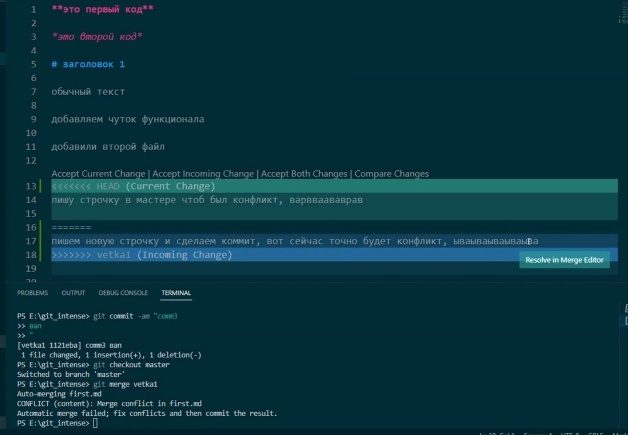 1 **это первый код**
2
3 *это второй код*
4
5 # заголовок 1
6
7 обычный текст
8
9 добавляем чуток функционала
10
11 добавили второй файл
12
Accept Current Change | Accept Incoming Change | Accept Both Changes | Compare Changes
13 <<<<<<< HEAD (Current Change)
14 пишу строчку в мастере чтоб был конфликт, варвваававрав
15
16 =======
17 пишем новую строчку и сделаем коммит, вот сейчас точно будет конфликт,
18 >>>>>>> vetka1 (Incoming Change)
19
Resolve in Merge Editor
20
PROBLEMS OUTPUT DEBUG CONSOLE TERMINAL
PS E:\git_intense> git commit -am "comm3
>> вап
>> "
[vetka1 1121eba] comm3 вап
1 file changed, 1 insertion(+), 1 deletion(-)
PS E:\git_intense> git checkout master
Switched to branch 'master'
PS E:\git_intense> git merge vetka1
Auto-merging first.md
CONFLICT (content): Merge conflict in first.md
Automatic merge failed; fix conflicts and then commit the result.
PS E:\git_intense>